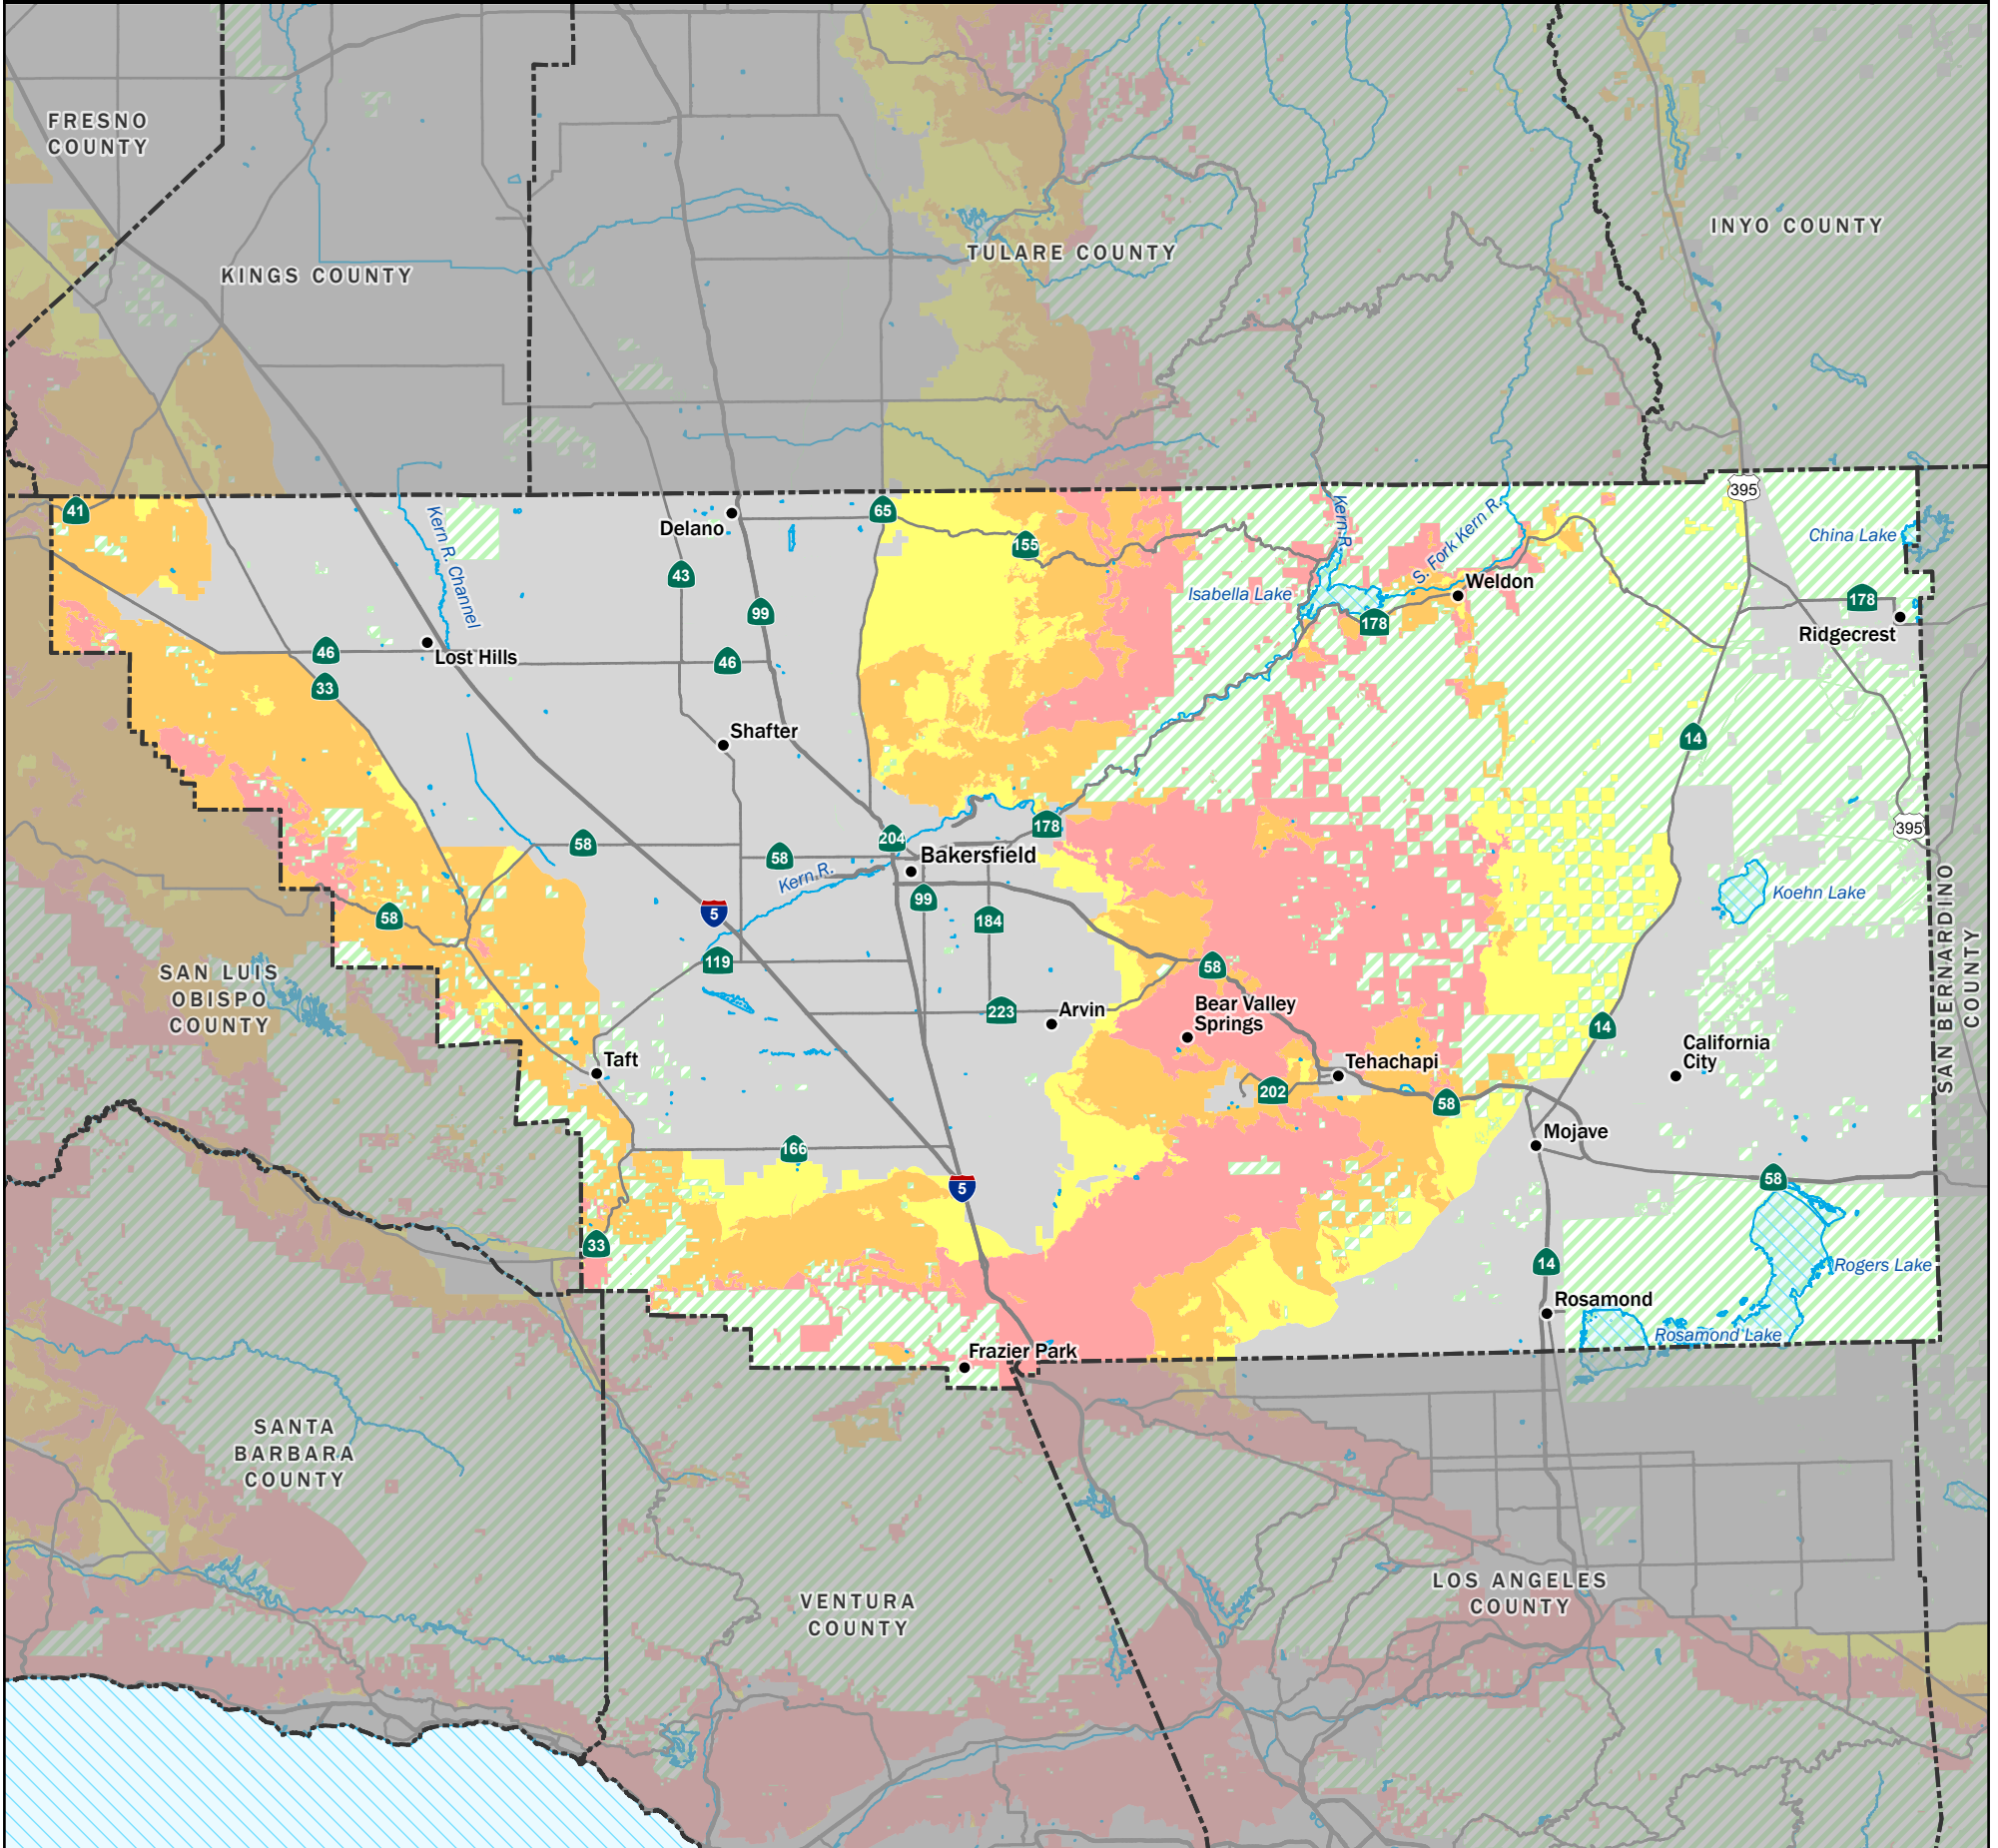 FRESNO
COUNTY
KINGS COUNTY
TULARE COUNTY
INYO COUNTY
395
41
Kern R. Channel
Delano
65
155
Kern R.
S. Fork Kern R.
China Lake
43
99
Isabella Lake
Weldon
178
178
Ridgecrest
46
Lost Hills
46
33
Shafter
14
58
58
204
178
Bakersfield
395
Kern R.
99
184
5
58
119
58
Koehn Lake
SAN BERNARDINO
COUNTY
SAN LUIS
OBISPO
COUNTY
223
Arvin
Bear Valley
Springs
14
California
City
Taft
Tehachapi
202
58
166
Mojave
5
58
33
14
Rogers Lake
Rosamond
Rosamond Lake
Frazier Park
SANTA
BARBARA
COUNTY
VENTURA
COUNTY
LOS ANGELES
COUNTY